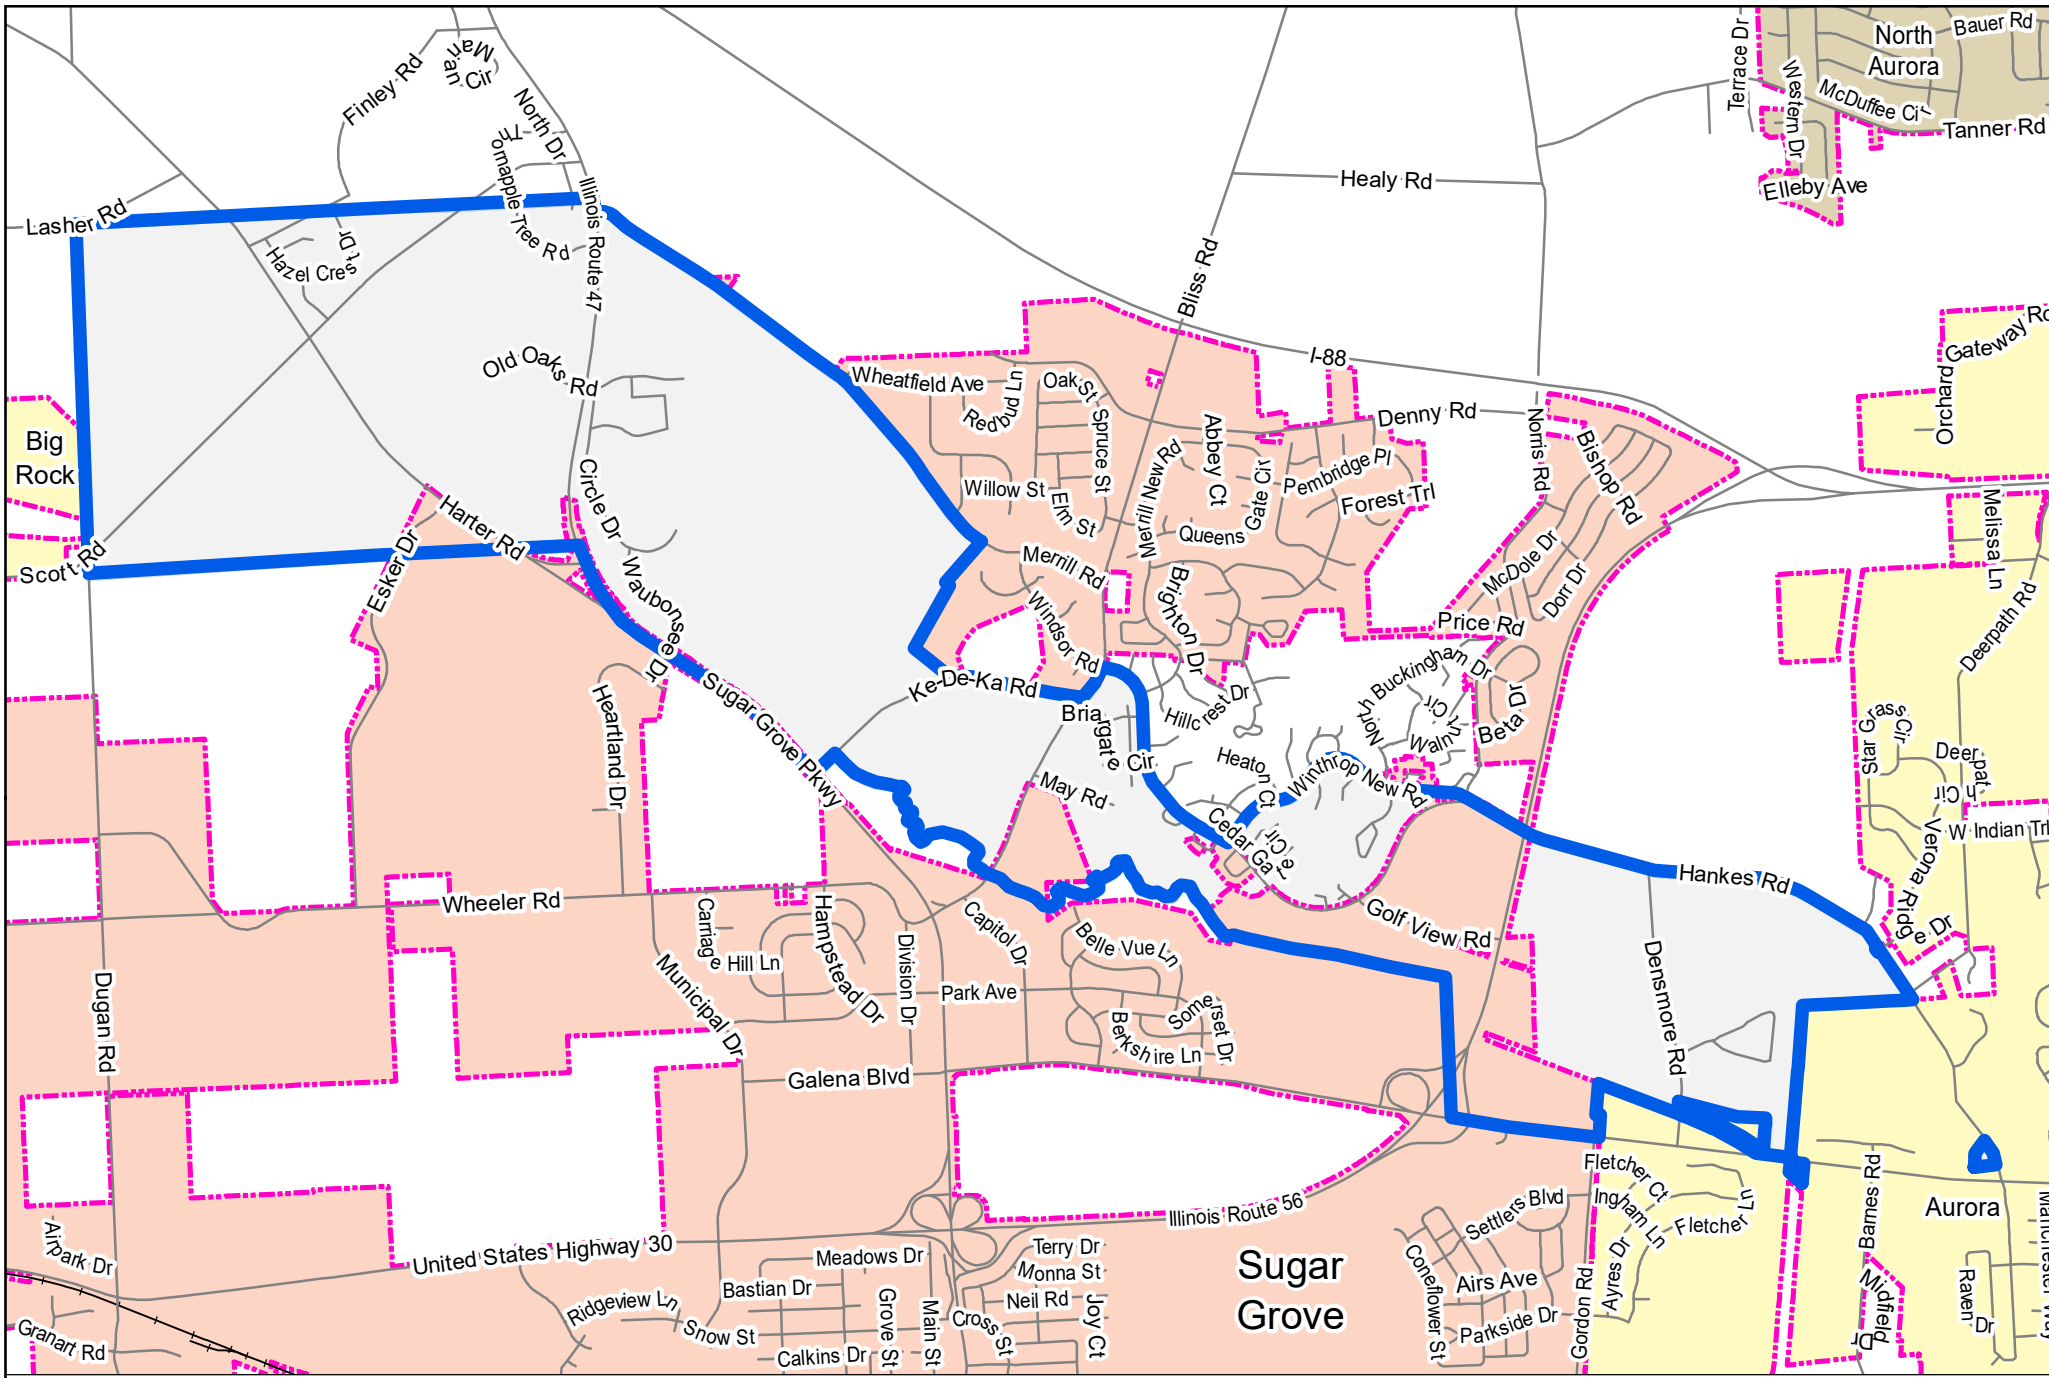 North
Aurora
Bauer Rd
Terrace Dr
Western Dr
McDuffee Cir
Tanner Rd
Elleby Ave
Marian Cir
Finley Rd
North Dr
Thornapple Tree Rd
Illinois Route 47
Healy Rd
Lasher Rd
Hazel Crest Dr
Bliss Rd
Gateway Rd
Orchard
I-88
Old Oaks Rd
Wheatfield Ave
Redbud Ln
Oak St
Spruce St
Abbey Ct
Denny Rd
Norris Rd
Bishop Rd
Big
Rock
Circle Dr
Willow St
Elm St
Merrill New Rd
Queens Gate Cir
Pembridge Pl
Forest Trl
Melissa Ln
Harter Rd
Scott Rd
Esker Dr
Waubonsee Dr
Merrill Rd
Brighton Dr
McDole Dr
Dorr Dr
Price Rd
Deerpath Rd
Windsor Rd
Ke-De-Ka Rd
Buckingham Dr
Sugar Grove Pkwy
Heartland Dr
Briargate Cir
Hillcrest Dr
North
Walnut Cir
Beta Dr
Star Grass Cir
Deerpath Cir
Heaton Ct
Winthrop New Rd
May Rd
Cedar Gate Cir
W Indian Trl
Verona Ridge Dr
Hankes Rd
Wheeler Rd
Carriage Hill Ln
Hampstead Dr
Division Dr
Capitol Dr
Belle Vue Ln
Golf View Rd
Densmore Rd
Dugan Rd
Municipal Dr
Park Ave
Somerset Dr
Berkshire Ln
Galena Blvd
Fletcher Ct
Ingham Ln
Fletcher Ln
Barnes Rd
Aurora
Manchester Way
Settlers Blvd
Illinois Route 56
Airpark Dr
United States Highway 30
Meadows Dr
Terry Dr
Monna St
Sugar
Grove
Coneflower St
Airs Ave
Ayres Dr
Gordon Rd
Midfield Dr
Raven Dr
Bastian Dr
Ridgeview Ln
Snow St
Grove St
Main St
Cross St
Neil Rd
Joy Ct
Parkside Dr
Granart Rd
Calkins Dr